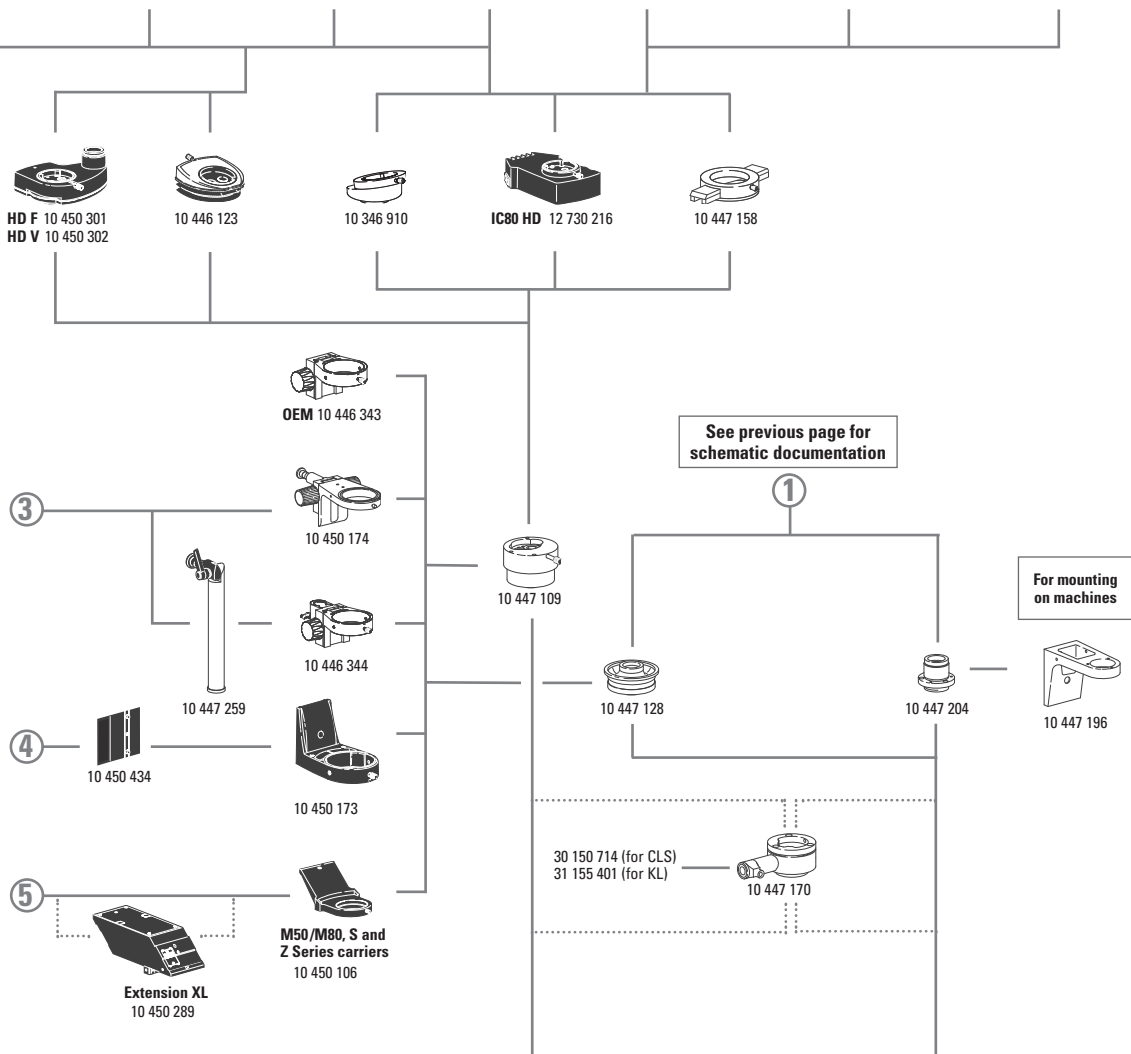 HD F 10 450 301
HD V 10 450 302
10 446 123
10 346 910
IC80 HD 12 730 216
10 447 158
OEM 10 446 343
See previous page for
schematic documentation
1
3
10 450 174
10 447 109
For mounting
on machines
10 446 344
10 447 259
10 447 128
10 447 204
10 447 196
4
10 450 434
10 450 173
30 150 714 (for CLS)
31 155 401 (for KL)
10 447 170
5
M50/M80, S and
Z Series carriers
10 450 106
Extension XL
10 450 289